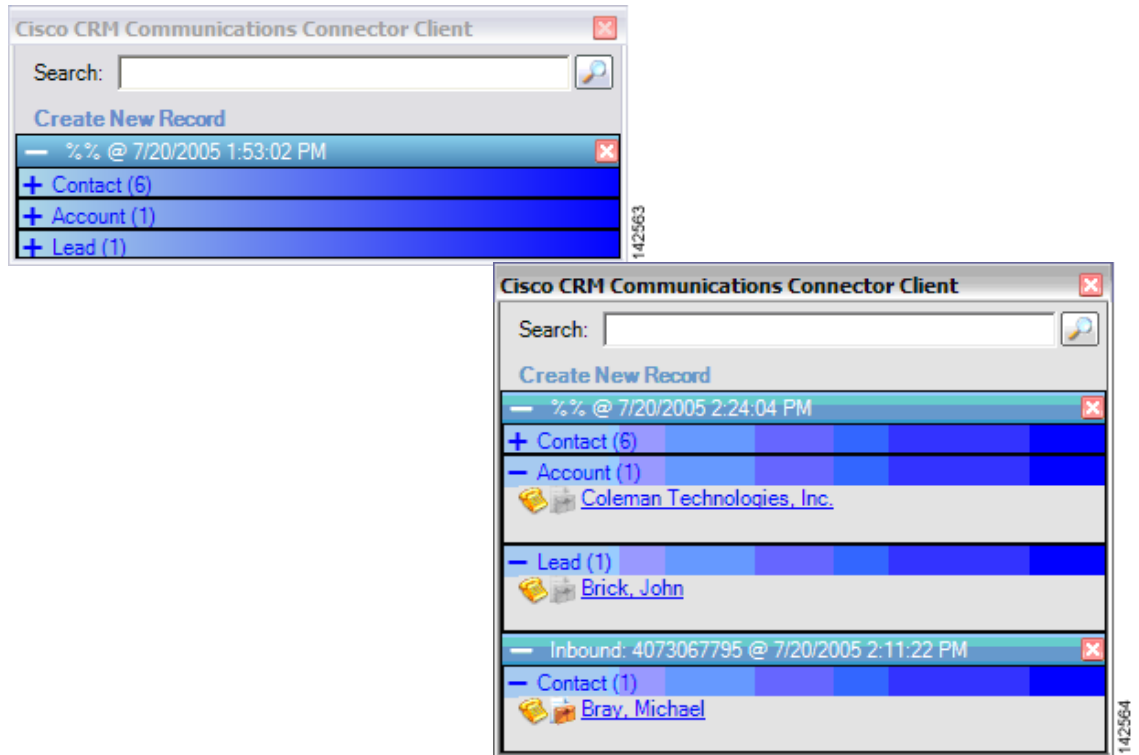 Cisco CRM Communications Connector Client
Search:
Create New Record
%% @ 7/20/2005 1:53:02 PM
Contact (6)
Account (1)
Lead (1)
142563
Cisco CRM Communications Connector Client
Search:
Create New Record
%% @ 7/20/2005 2:24:04 PM
Contact (6)
Account (1)
Coleman Technologies, Inc.
Lead (1)
Brick, John
Inbound: 4073067795 @ 7/20/2005 2:11:22 PM
Contact (1)
Bray, Michael
142564